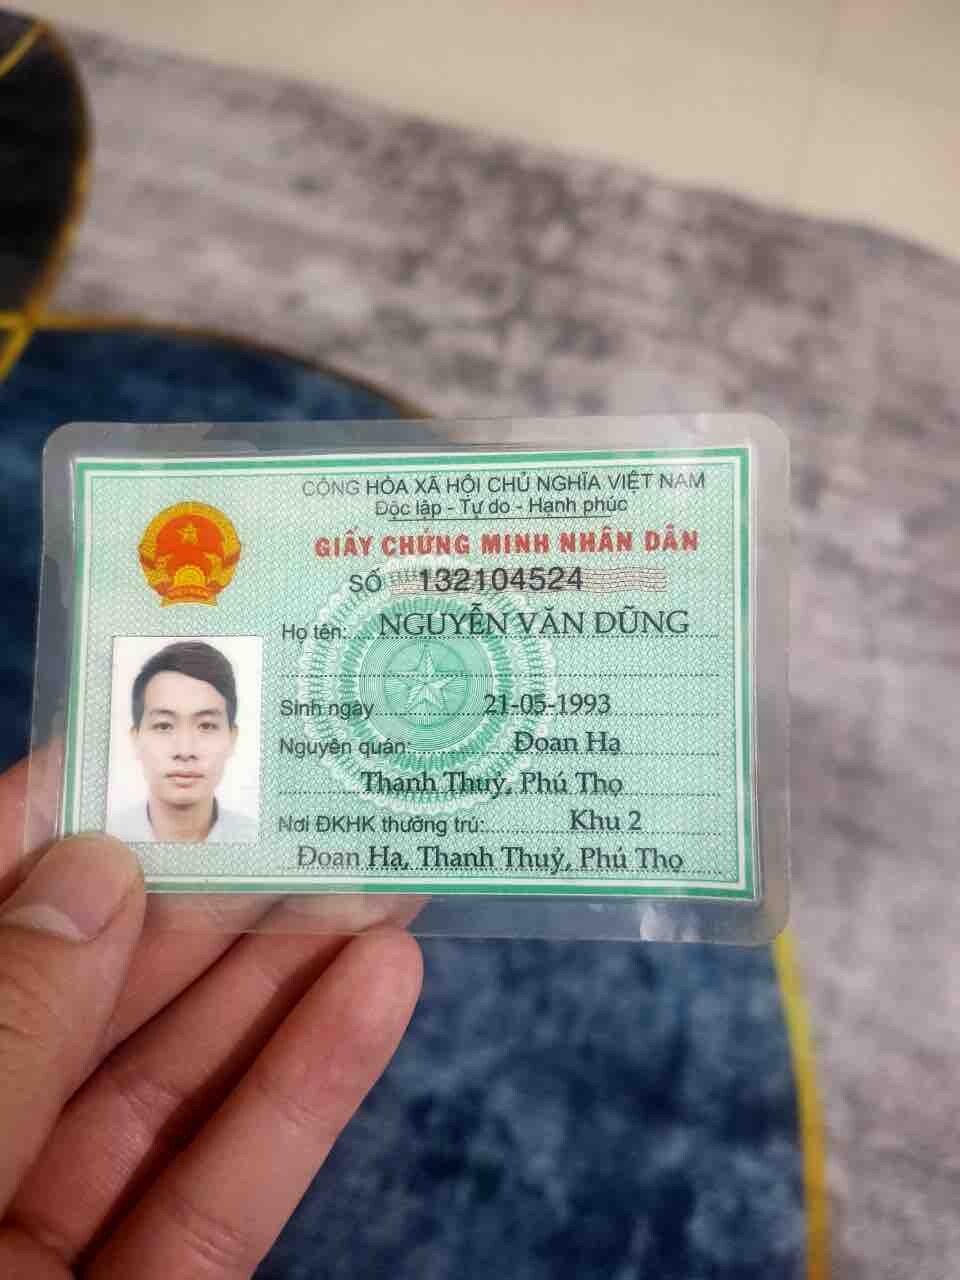 CỘNG HÒA XÃ HỘI CHỦ NGHĨA VIỆT NAM
Độc lập - Tự do - Hạnh phúc
GIẤY CHỨNG MINH NHÂN DÂN
SỐ 132104524
Họ tên: NGUYỄN VĂN DŨNG
Sinh ngày 21-05-1993
Nguyên quán: Đoan Hạ
Thanh Thuỷ, Phú Thọ
Nơi ĐKHK thường trú: Khu 2
Đoan Hạ, Thanh Thuỷ, Phú Thọ
VIỆT NAM